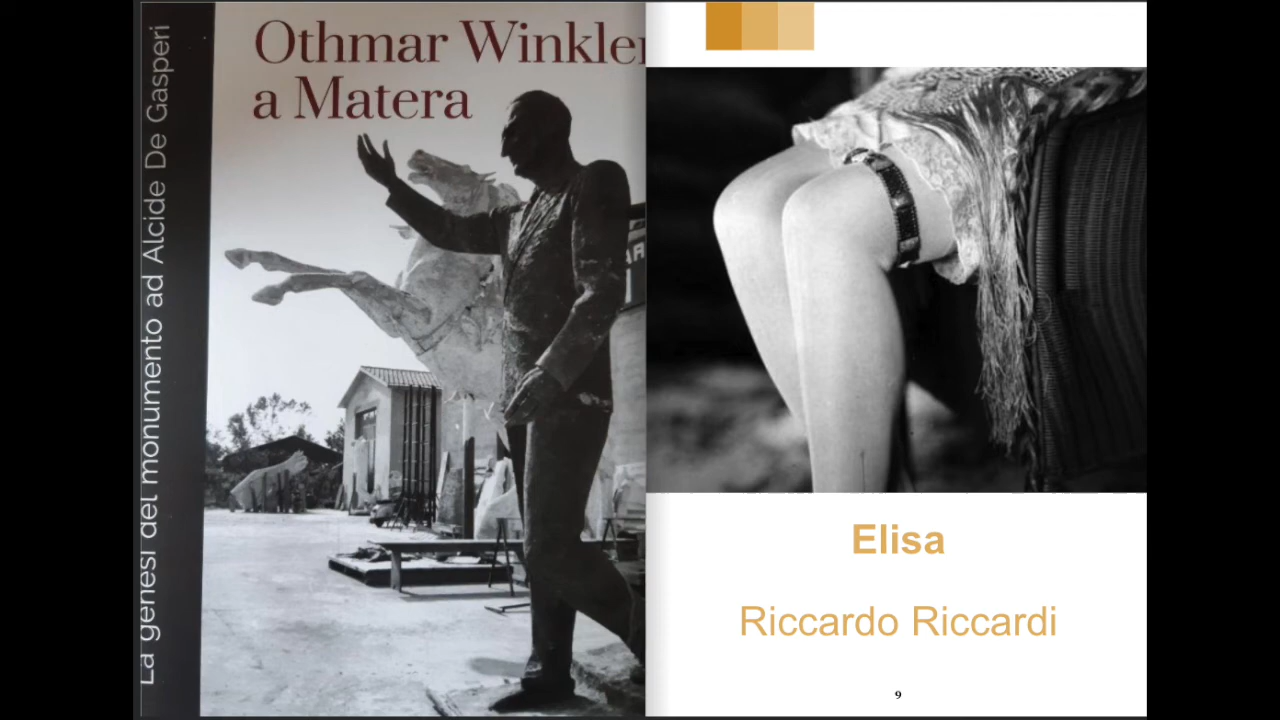 La genesi del monumento ad Alcide De Gasperi
Othmar Winkler
a Matera
Elisa
Riccardo Riccardi
9